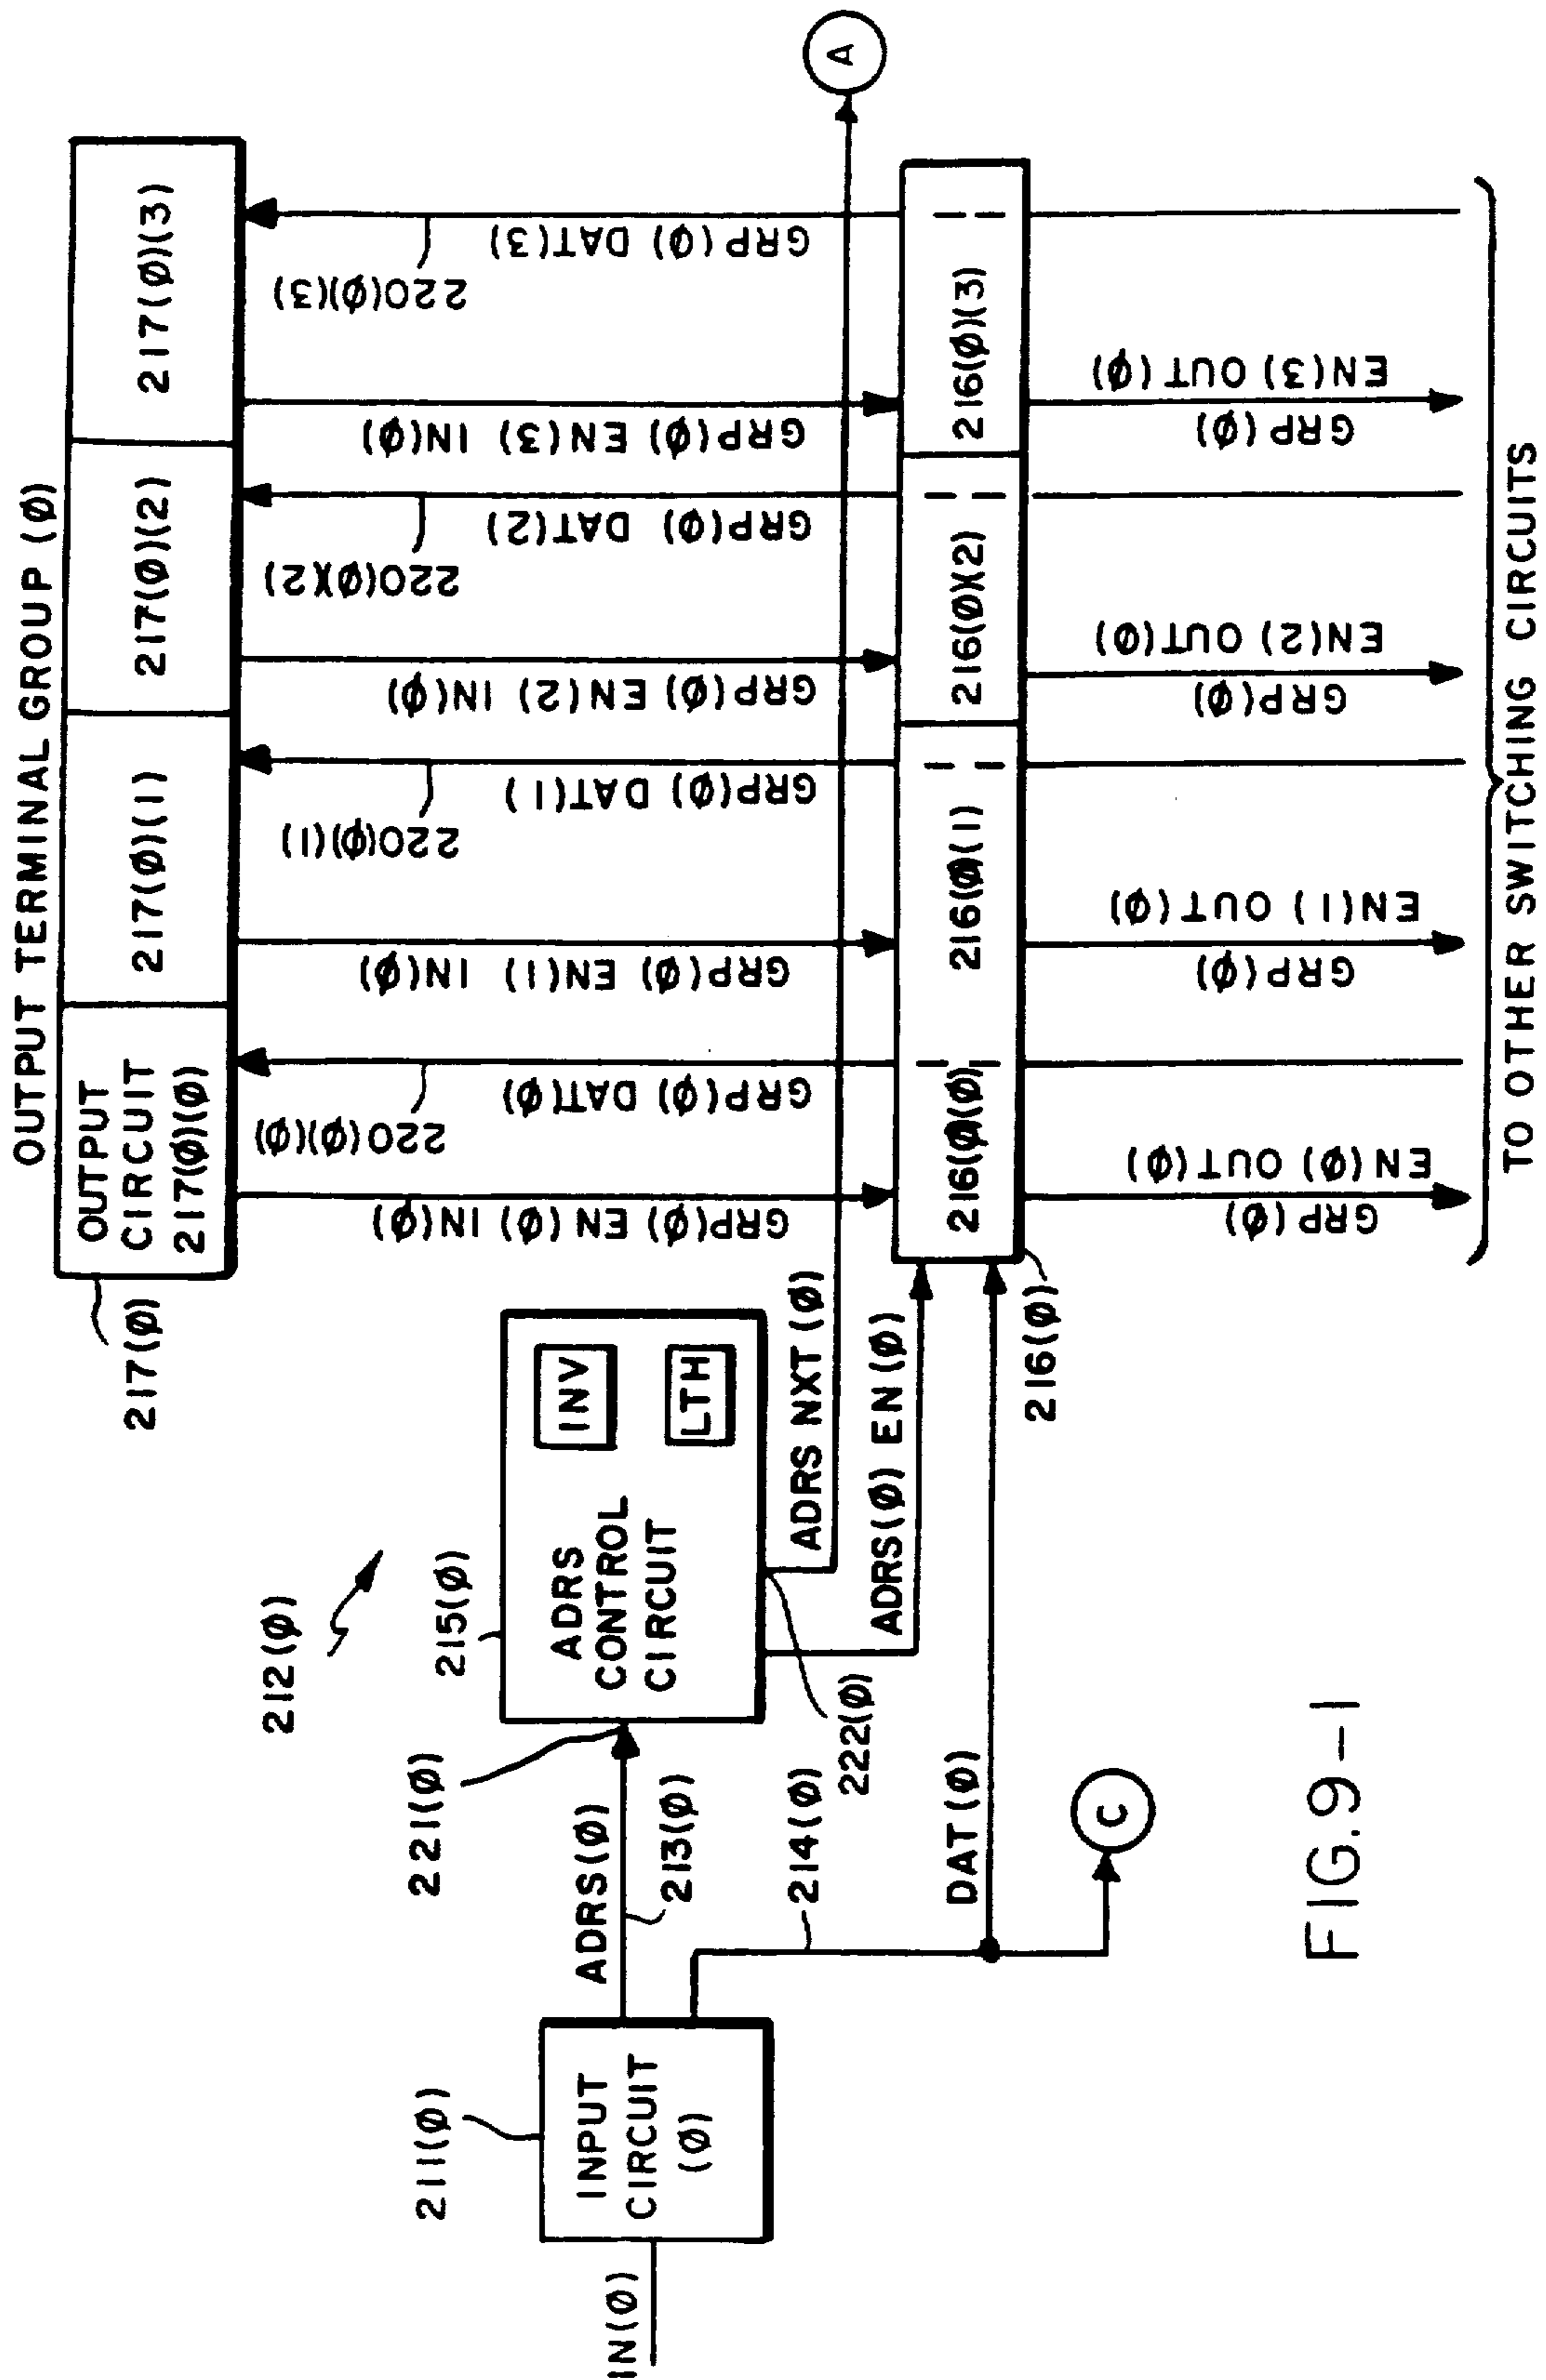 OUTPUT TERMINAL GROUP (Ø)
217(Ø)
OUTPUT
CIRCUIT
217(Ø)(Ø)
217(Ø)(1)
217(Ø)(2)
217(Ø)(3)
GRP(Ø) EN(Ø) IN(Ø)
220(Ø)(Ø)
GRP(Ø) DAT(Ø)
GRP(Ø) EN(1) IN(Ø)
220(Ø)(1)
GRP(Ø) DAT(1)
GRP(Ø) EN(2) IN(Ø)
220(Ø)(2)
GRP(Ø) DAT(2)
GRP(Ø) EN(3) IN(Ø)
220(Ø)(3)
GRP(Ø) DAT(3)
212(Ø)
215(Ø)
ADRS
CONTROL
CIRCUIT
INV
LTH
221(Ø)
222(Ø)
211(Ø)
INPUT
CIRCUIT
(Ø)
IN(Ø)
ADRS(Ø)
213(Ø)
214(Ø)
ADRS NXT(Ø)
A
ADRS(Ø) EN(Ø)
DAT(Ø)
C
216(Ø)
216(Ø)(Ø)
216(Ø)(1)
216(Ø)(2)
216(Ø)(3)
GRP(Ø)
EN(Ø) OUT(Ø)
GRP(Ø)
EN(1) OUT(Ø)
GRP(Ø)
EN(2) OUT(Ø)
GRP(Ø)
EN(3) OUT(Ø)
TO OTHER SWITCHING CIRCUITS
FIG.9-1